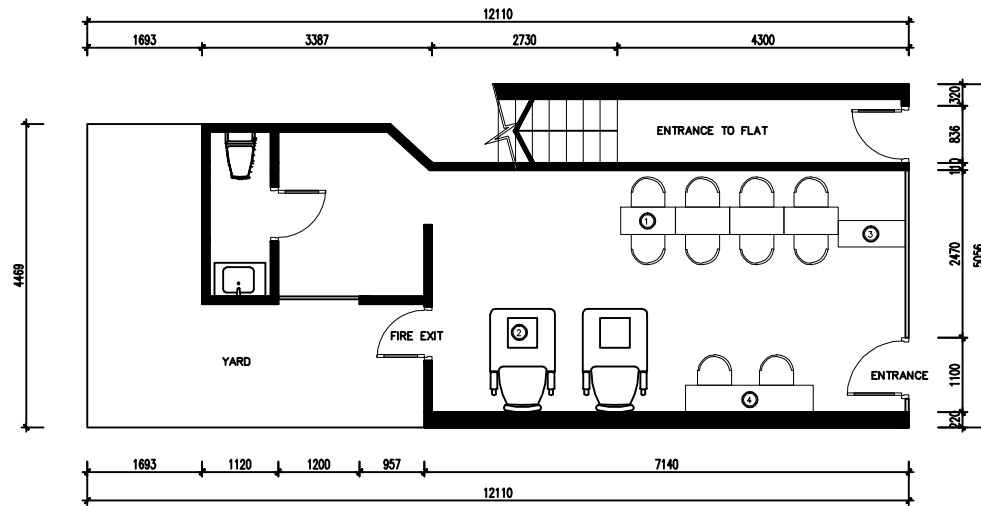 12110
1693 3387 2730 4300
320
ENTRANCE TO FLAT
836
110
1
3
2470
5056
4469
2
FIRE EXIT
YARD
ENTRANCE
1100
4
220
1693 1120 1200 957 7140
12110